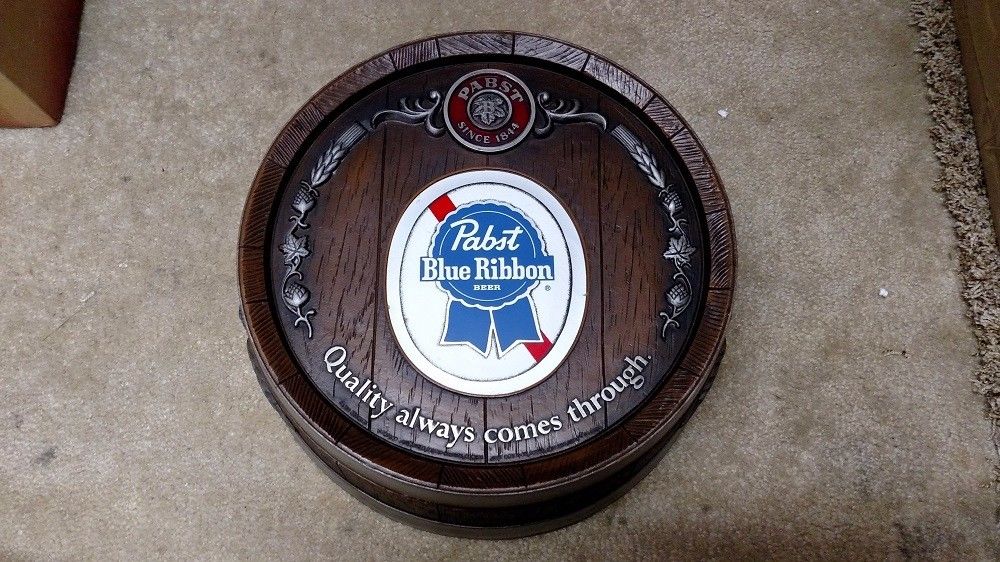 PABST
SINCE 1844
Pabst
Blue Ribbon
BEER
®
Quality always comes through.